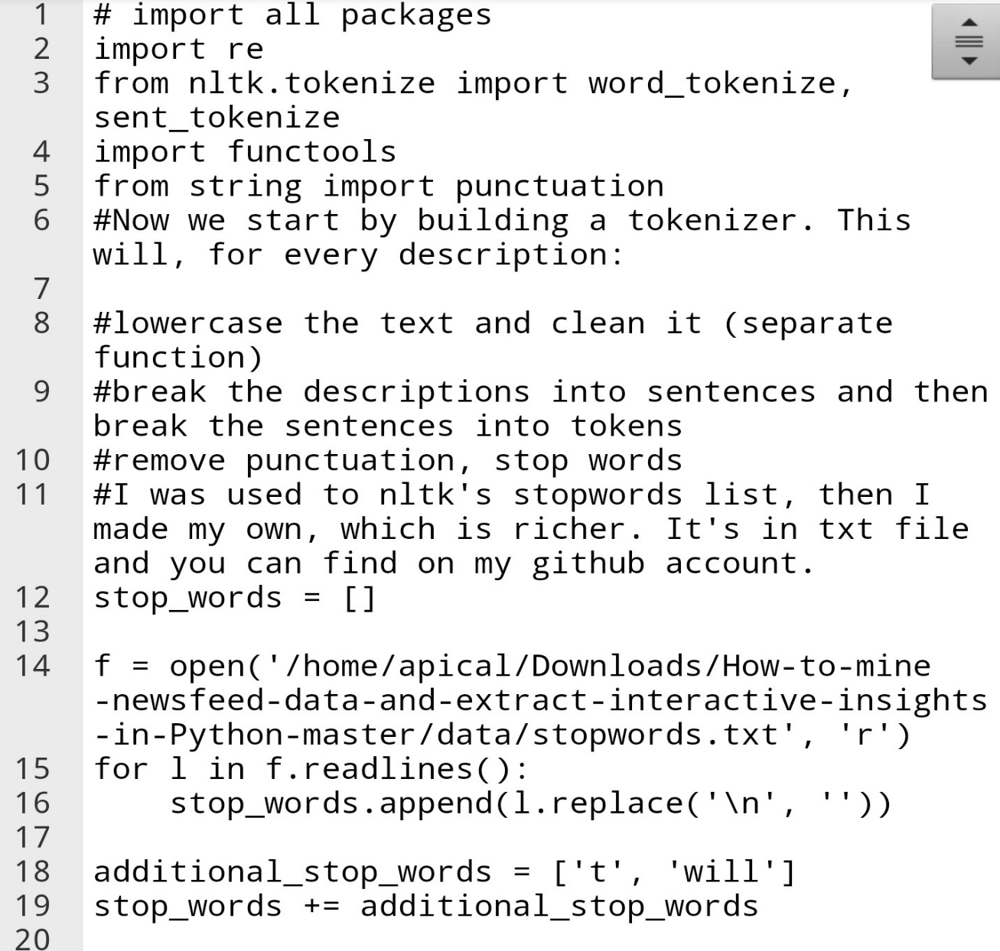 1 # import all packages
2 import re
3 from nltk.tokenize import word_tokenize,
sent_tokenize
4 import functools
5 from string import punctuation
6 #Now we start by building a tokenizer. This
will, for every description:
7
8 #lowercase the text and clean it (separate
function)
9 #break the descriptions into sentences and then
break the sentences into tokens
10 #remove punctuation, stop words
11 #I was used to nltk's stopwords list, then I
made my own, which is richer. It's in txt file
and you can find on my github account.
12 stop_words = []
13
14 f = open('/home/apical/Downloads/How-to-mine
-newsfeed-data-and-extract-interactive-insights
-in-Python-master/data/stopwords.txt', 'r')
15 for l in f.readlines():
16     stop_words.append(l.replace('\n', ''))
17
18 additional_stop_words = ['t', 'will']
19 stop_words += additional_stop_words
20